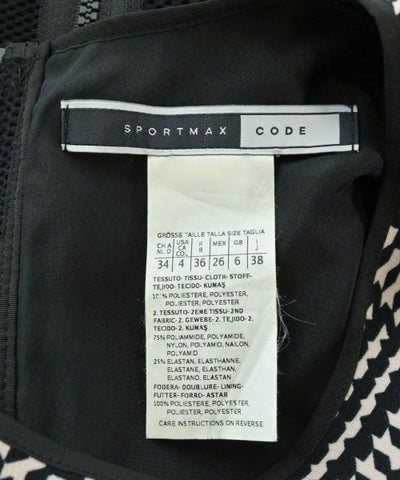 SPORTMAX CODE
GRÖSSE TAILLE TALLA SIZE TAGLIA
CH A USA F MEX GB I
NL D CA COL B J
34 4 36 26 6 38
TESSUTO-TISSU-CLOTH-STOFF-
TEJIDO-TECIDO-KUMAŞ
100% POLIESTERE, POLYESTER,
POLIESTER, POLYESTER
2. TESSUTO-2EME TISSU-2ND
FABRIC-2. GEWEBE-2. TEJIDO-2.
TECIDO-2. KUMAŞ
75% POLIAMMIDE, POLYAMIDE,
NYLON, POLYAMID, NAILON,
POLYAMID
25% ELASTAN, ELASTHANNE,
ELASTANE, ELASTHAN,
ELASTANO, ELASTAN
FODERA-DOUBLURE-LINING-
FUTTER-FORRO-ASTAR
100% POLIESTERE, POLYESTER,
POLIESTER, POLYESTER
CARE INSTRUCTIONS ON REVERSE